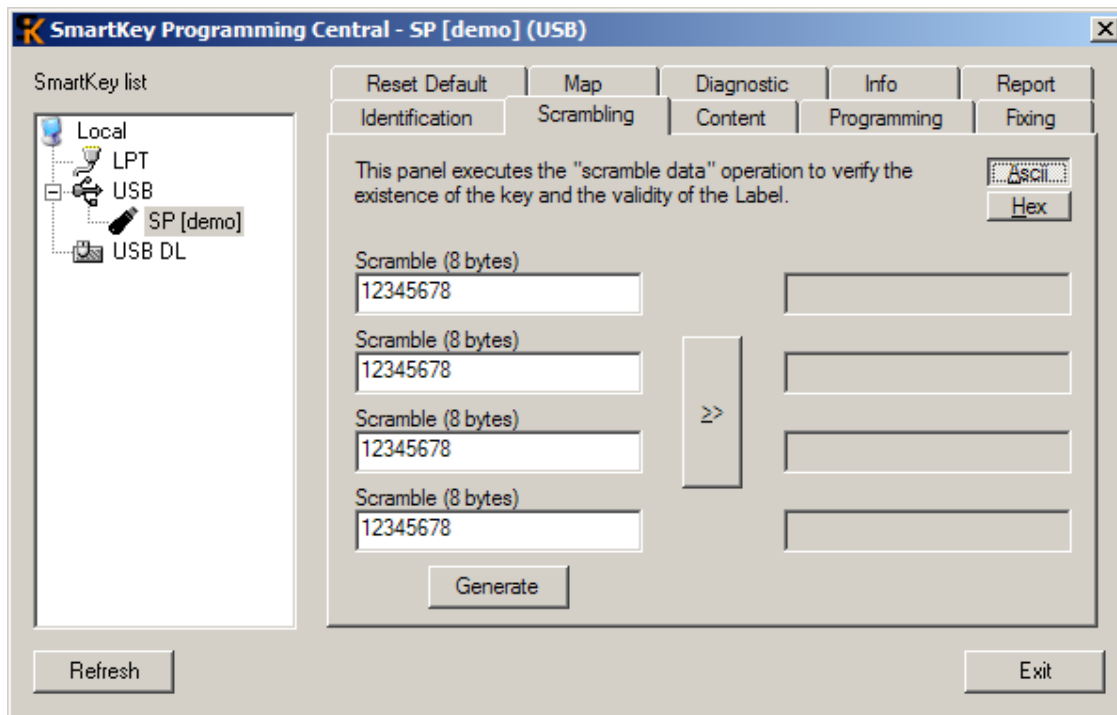 SmartKey Programming Central - SP [demo] (USB)
SmartKey list
Local
LPT
USB
SP [demo]
USB DL
Reset Default Map Diagnostic Info Report
Identification Scrambling Content Programming Fixing
This panel executes the "scramble data" operation to verify the
existence of the key and the validity of the Label.
Ascii
Hex
Scramble (8 bytes)
12345678
Scramble (8 bytes)
12345678
Scramble (8 bytes)
12345678
Scramble (8 bytes)
12345678
>>
Generate
Refresh
Exit